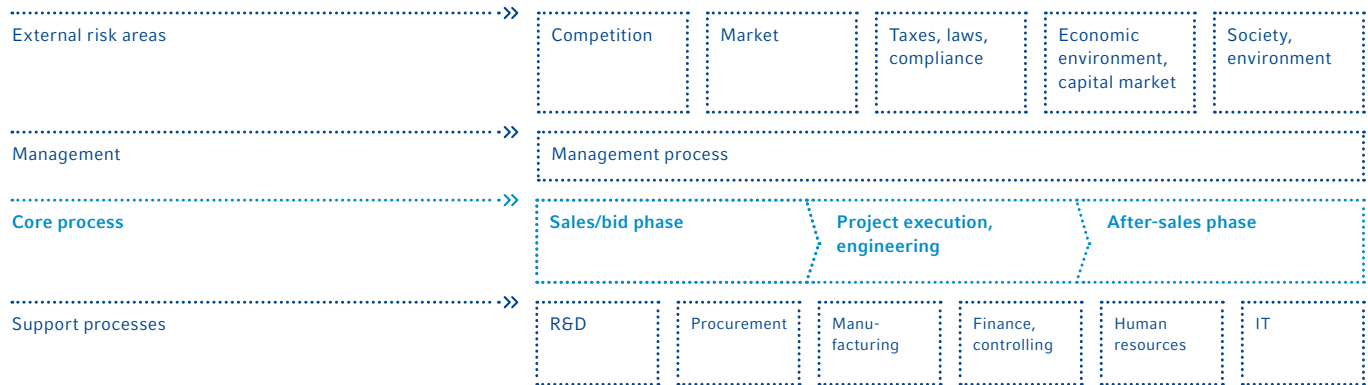 External risk areas
Competition
Market
Taxes, laws,
compliance
Economic
environment,
capital market
Society,
environment
Management
Management process
Core process
Sales/bid phase
Project execution,
engineering
After-sales phase
Support processes
R&D
Procurement
Manu-
facturing
Finance,
controlling
Human
resources
IT